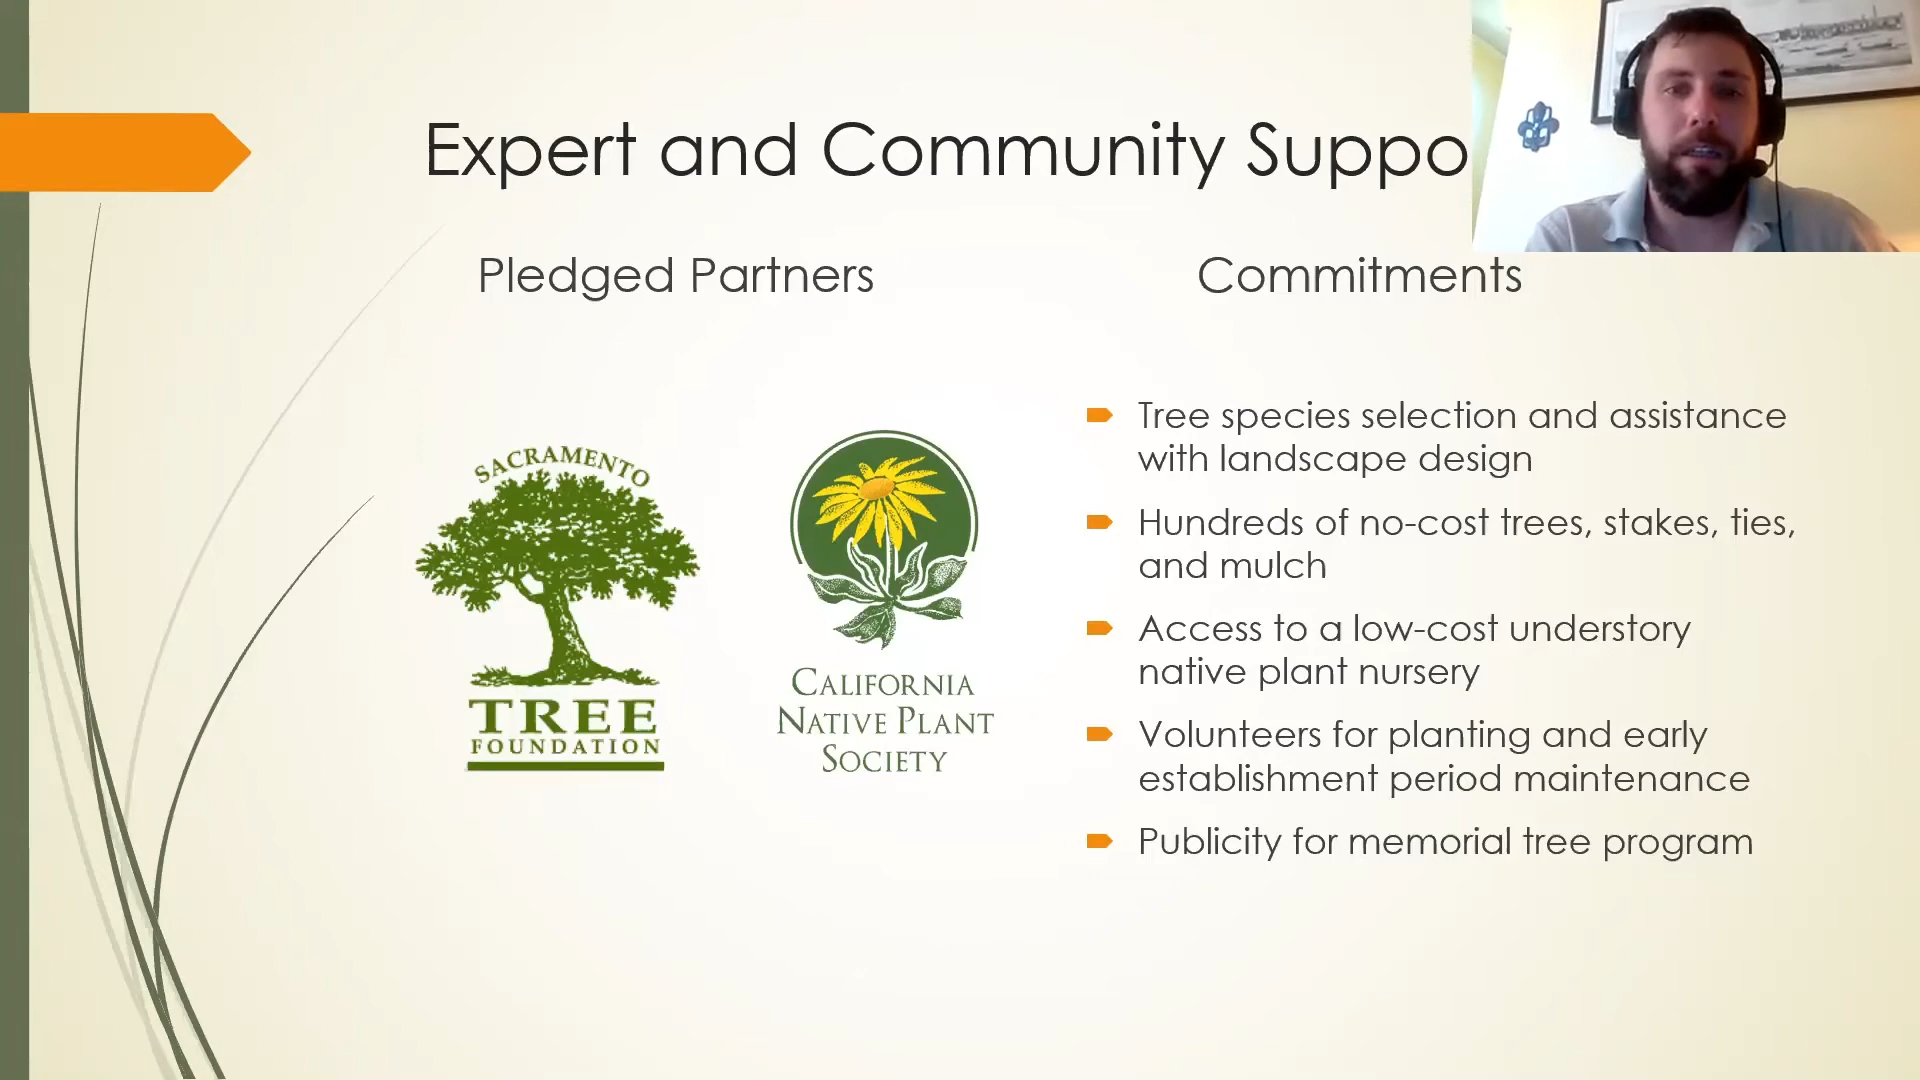 Expert and Community Suppo
Pledged Partners
Commitments
SACRAMENTO
TREE
FOUNDATION
CALIFORNIA
NATIVE PLANT
SOCIETY
Tree species selection and assistance
with landscape design
Hundreds of no-cost trees, stakes, ties,
and mulch
Access to a low-cost understory
native plant nursery
Volunteers for planting and early
establishment period maintenance
Publicity for memorial tree program